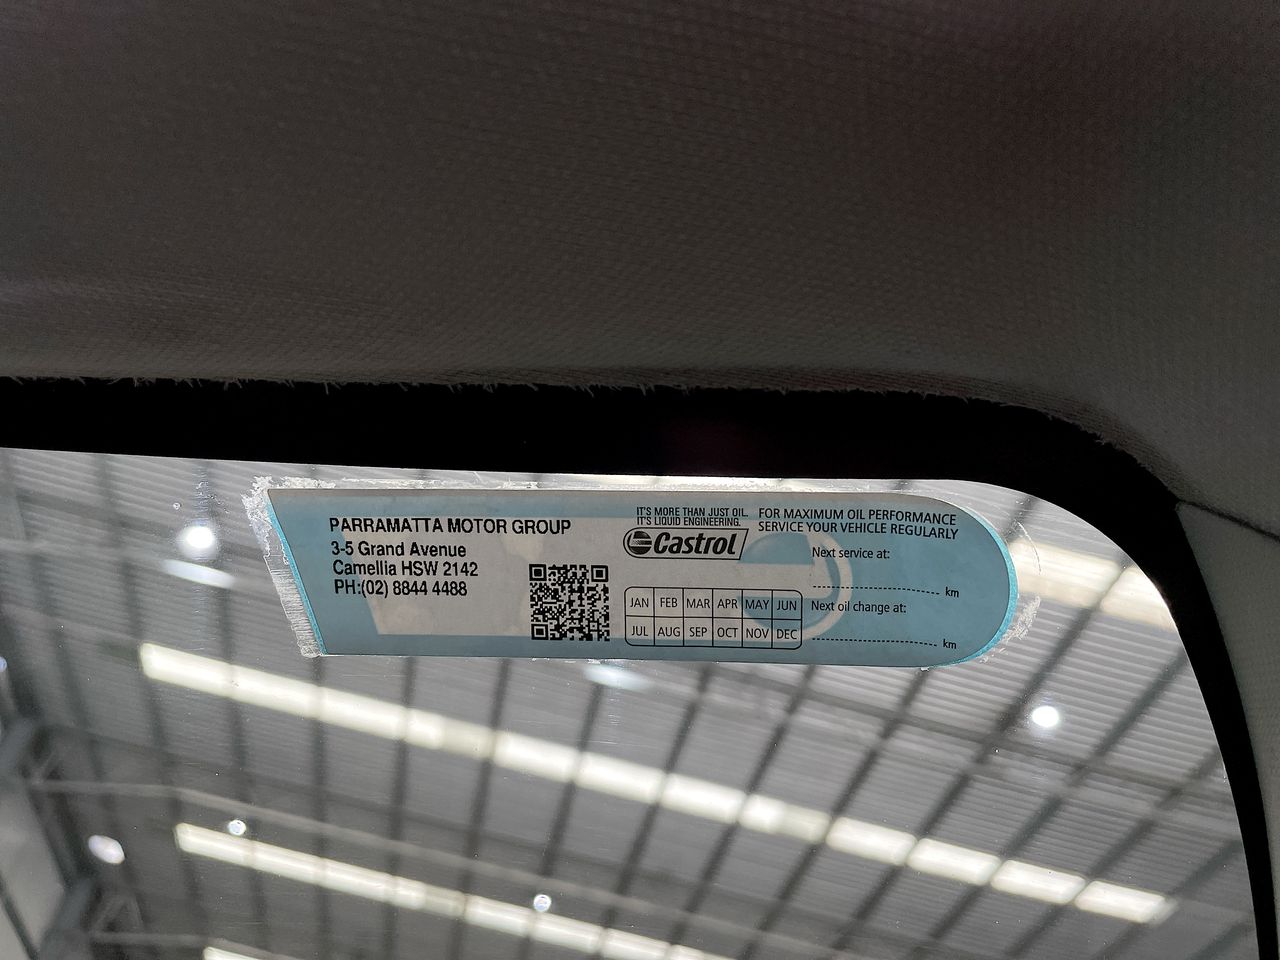 PARRAMATTA MOTOR GROUP
3-5 Grand Avenue
Camellia HSW 2142
PH:(02) 8844 4488
IT'S MORE THAN JUST OIL.
IT'S LIQUID ENGINEERING.
Castrol
JAN FEB MAR APR MAY JUN
JUL AUG SEP OCT NOV DEC
FOR MAXIMUM OIL PERFORMANCE
SERVICE YOUR VEHICLE REGULARLY
Next service at:
km
Next oil change at:
km